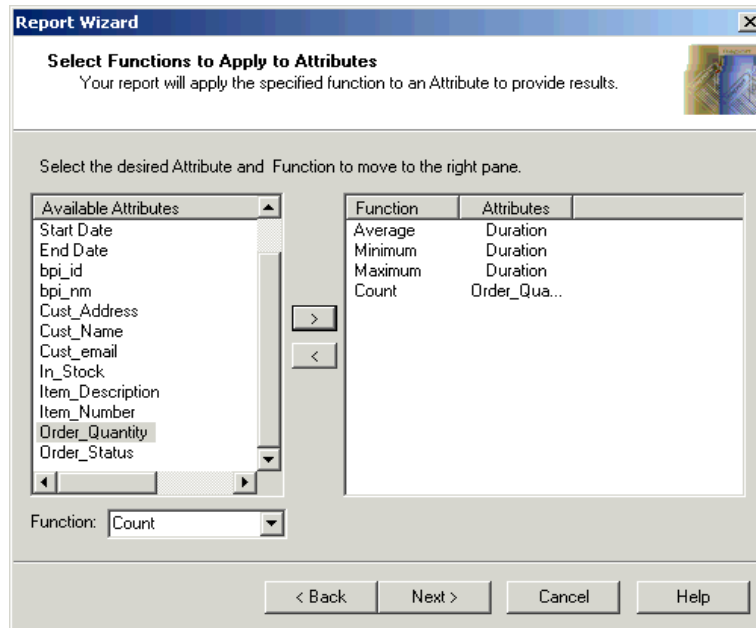 Report Wizard
Select Functions to Apply to Attributes
Your report will apply the specified function to an Attribute to provide results.
Select the desired Attribute and Function to move to the right pane.
Available Attributes
Start Date
End Date
bpi_id
bpi_nm
Cust_Address
Cust_Name
Cust_email
In_Stock
Item_Description
Item_Number
Order_Quantity
Order_Status
>
<
Function Attributes
Average Duration
Minimum Duration
Maximum Duration
Count Order_Qua...
Function: Count
< Back Next > Cancel Help